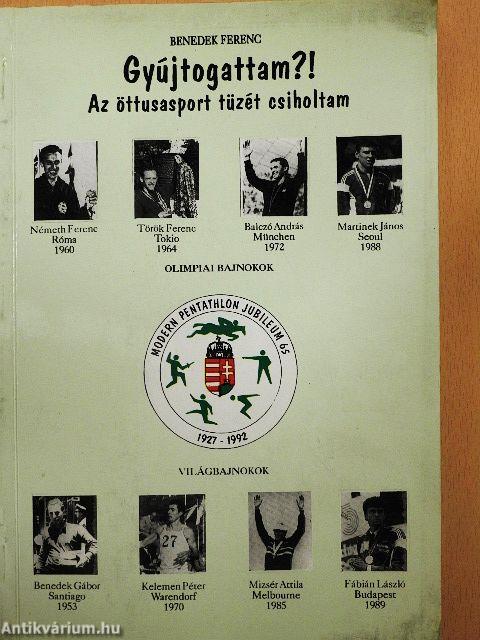 BENEDEK FERENC
Gyújtogattam?!
Az öttusasport tüzét csiholtam
Németh Ferenc
Róma
1960
Török Ferenc
Tokio
1964
Balczó András
München
1972
Martinek János
Seoul
1988
OLIMPIAI BAJNOKOK
MODERN PENTATHLON JUBILEUM 65
1927 - 1992
VILÁGBAJNOKOK
27
Benedek Gábor
Santiago
1953
Kelemen Péter
Warendorf
1970
Mizsér Attila
Melbourne
1985
Fábián László
Budapest
1989
Antikvárium.hu